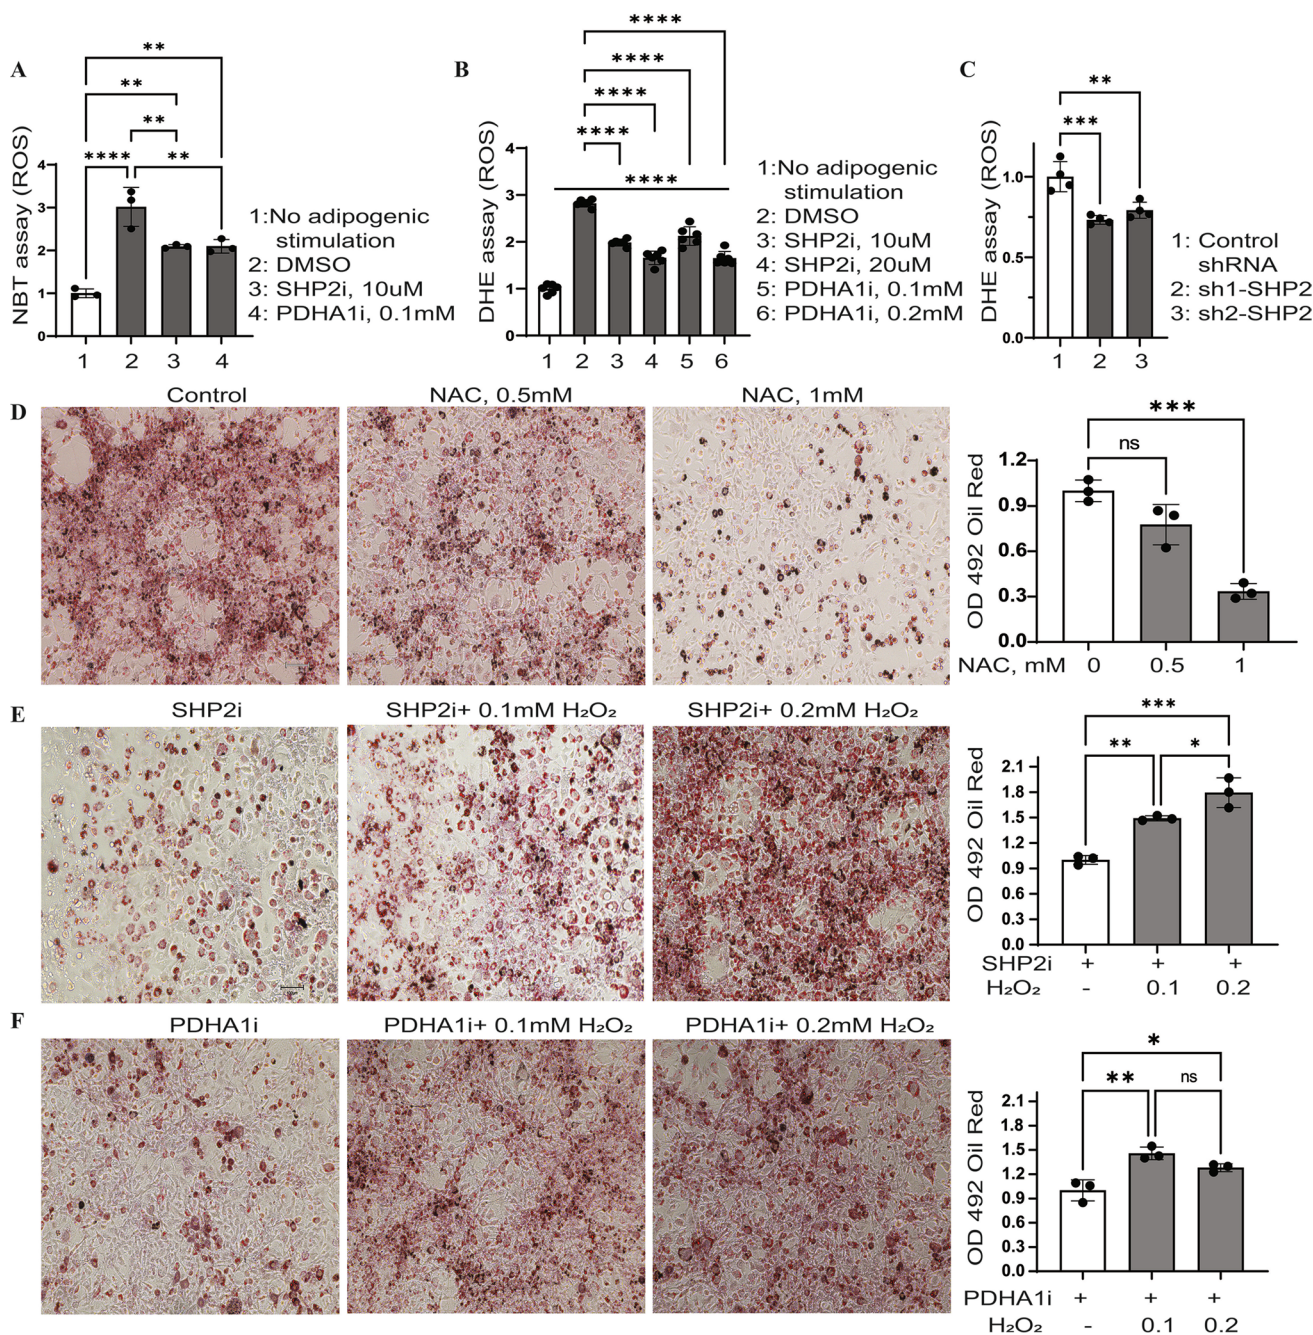 A
**
**
**
****
**
NBT assay (ROS)
4
3
2
1
0
1 2 3 4
1:No adipogenic
stimulation
2: DMSO
3: SHP2i, 10uM
4: PDHA1i, 0.1mM
B
****
****
****
****
****
DHE assay (ROS)
4
3
2
1
0
1 2 3 4 5 6
1:No adipogenic
stimulation
2: DMSO
3: SHP2i, 10uM
4: SHP2i, 20uM
5: PDHA1i, 0.1mM
6: PDHA1i, 0.2mM
C
**
***
DHE assay (ROS)
1.0
0.5
0.0
1 2 3
1: Control
shRNA
2: sh1-SHP2
3: sh2-SHP2
D
Control
NAC, 0.5mM
NAC, 1mM
***
ns
OD 492 Oil Red
1.2
0.9
0.6
0.3
0.0
NAC, mM 0 0.5 1
E
SHP2i
SHP2i+ 0.1mM H₂O₂
SHP2i+ 0.2mM H₂O₂
***
** *
OD 492 Oil Red
2.1
1.8
1.5
1.2
0.9
0.6
0.3
0.0
SHP2i + + +
H₂O₂ - 0.1 0.2
F
PDHA1i
PDHA1i+ 0.1mM H₂O₂
PDHA1i+ 0.2mM H₂O₂
*
** ns
OD 492 Oil Red
2.1
1.8
1.5
1.2
0.9
0.6
0.3
0.0
PDHA1i + + +
H₂O₂ - 0.1 0.2